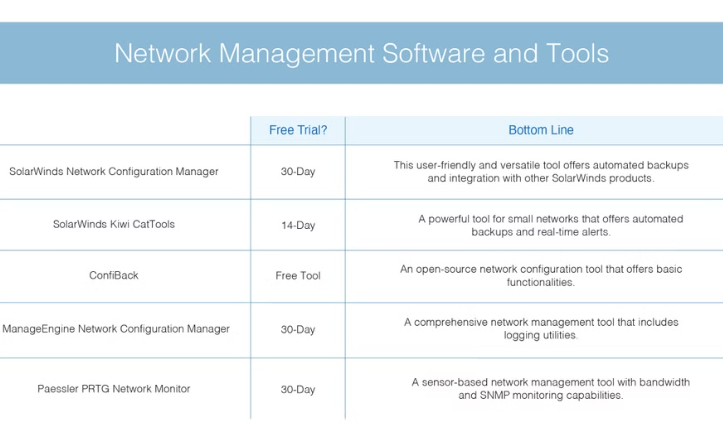 Network Management Software and Tools
Free Trial?
Bottom Line
SolarWinds Network Configuration Manager
30-Day
This user-friendly and versatile tool offers automated backups
and integration with other SolarWinds products.
SolarWinds Kiwi CatTools
14-Day
A powerful tool for small networks that offers automated
backups and real-time alerts.
ConfiBack
Free Tool
An open-source network configuration tool that offers basic
functionalities.
ManageEngine Network Configuration Manager
30-Day
A comprehensive network management tool that includes
logging utilities.
Paessler PRTG Network Monitor
30-Day
A sensor-based network management tool with bandwidth
and SNMP monitoring capabilities.